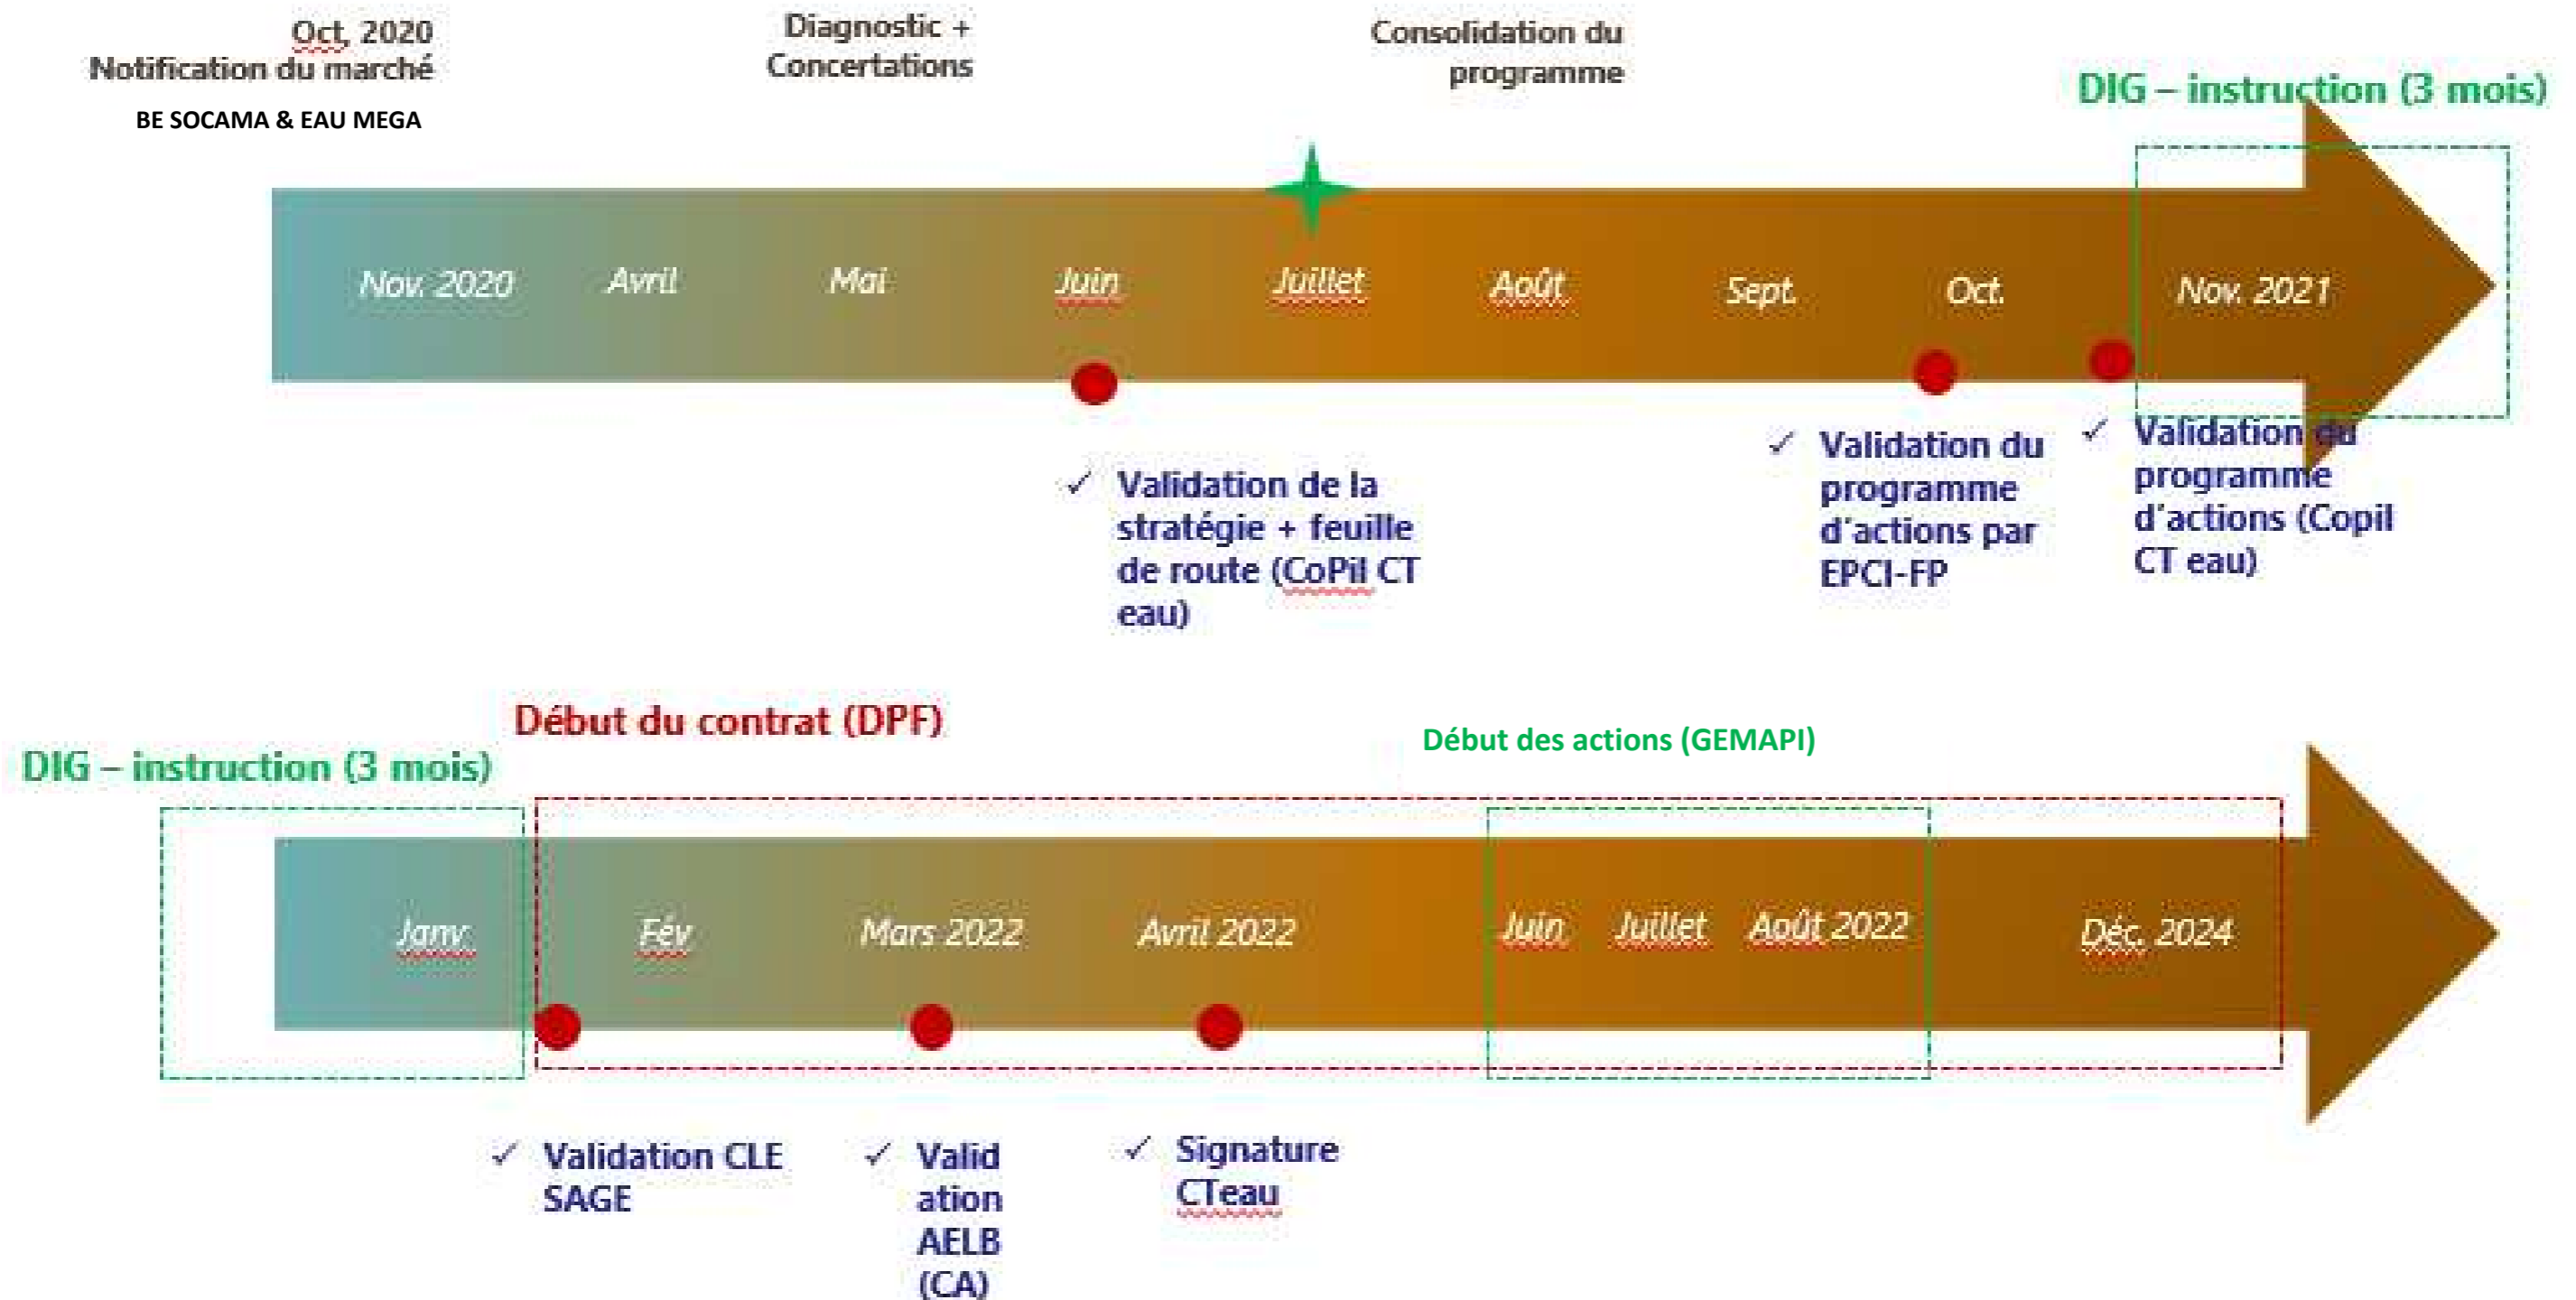 Oct, 2020
Notification du marché
BE SOCAMA & EAU MEGA
Diagnostic +
Concertations
Consolidation du
programme
DIG – instruction (3 mois)
Nov. 2020 Avril Mai Juin Juillet Août Sept. Oct. Nov. 2021
✓ Validation de la
stratégie + feuille
de route (CoPil CT
eau)
✓ Validation du
programme
d'actions par
EPCI-FP
✓ Validation du
programme
d'actions (Copil
CT eau)
Début du contrat (DPF)
DIG – instruction (3 mois)
Début des actions (GEMAPI)
Janv. Fév Mars 2022 Avril 2022 Juin Juillet Août 2022 Déc. 2024
✓ Validation CLE
SAGE
✓ Valid
ation
AELB
(CA)
✓ Signature
CTeau